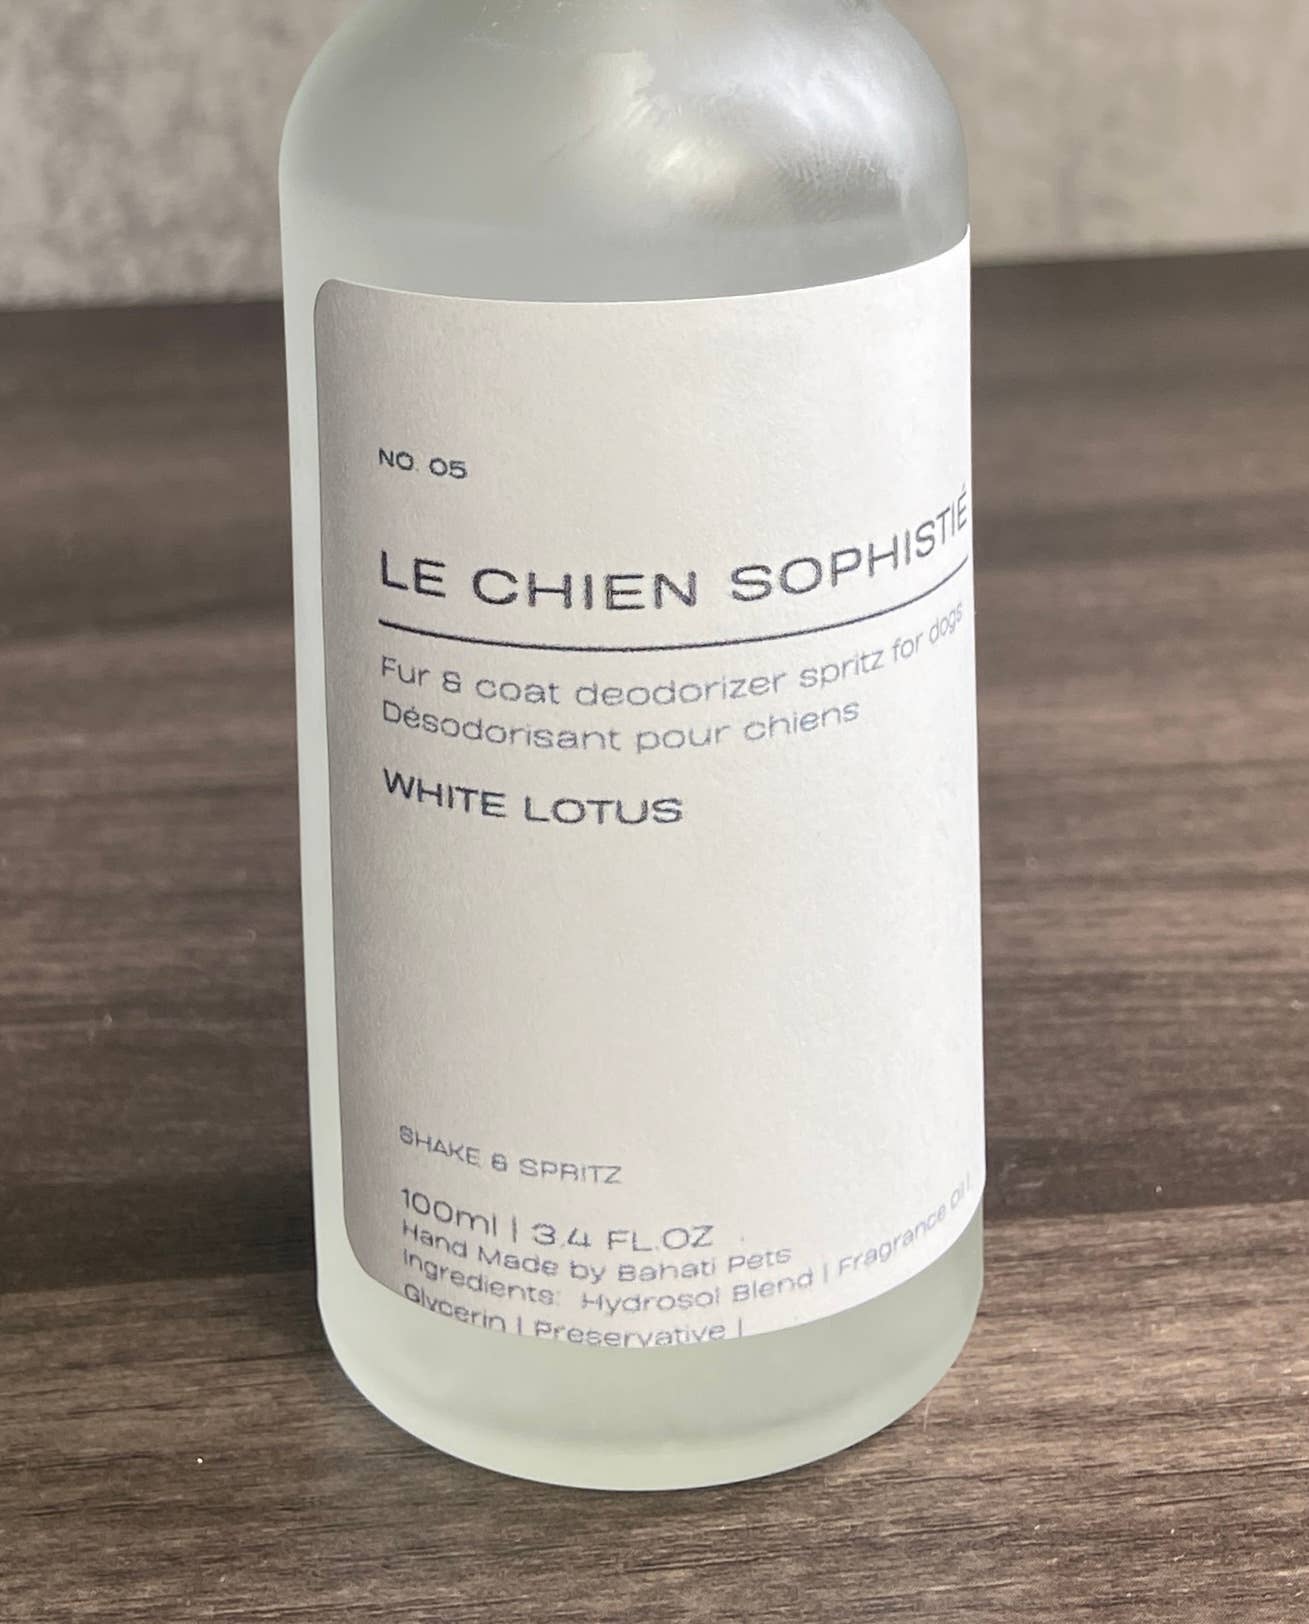 NO. 05
LE CHIEN SOPHISTIÉ
Fur & coat deodorizer spritz for dogs
Désodorisant pour chiens
WHITE LOTUS
SHAKE & SPRITZ
100ml | 3.4 FL.OZ
Hand Made by Bahati Pets
Ingredients: Hydrosol Blend | Fragrance Oil |
Glycerin | Preservative |